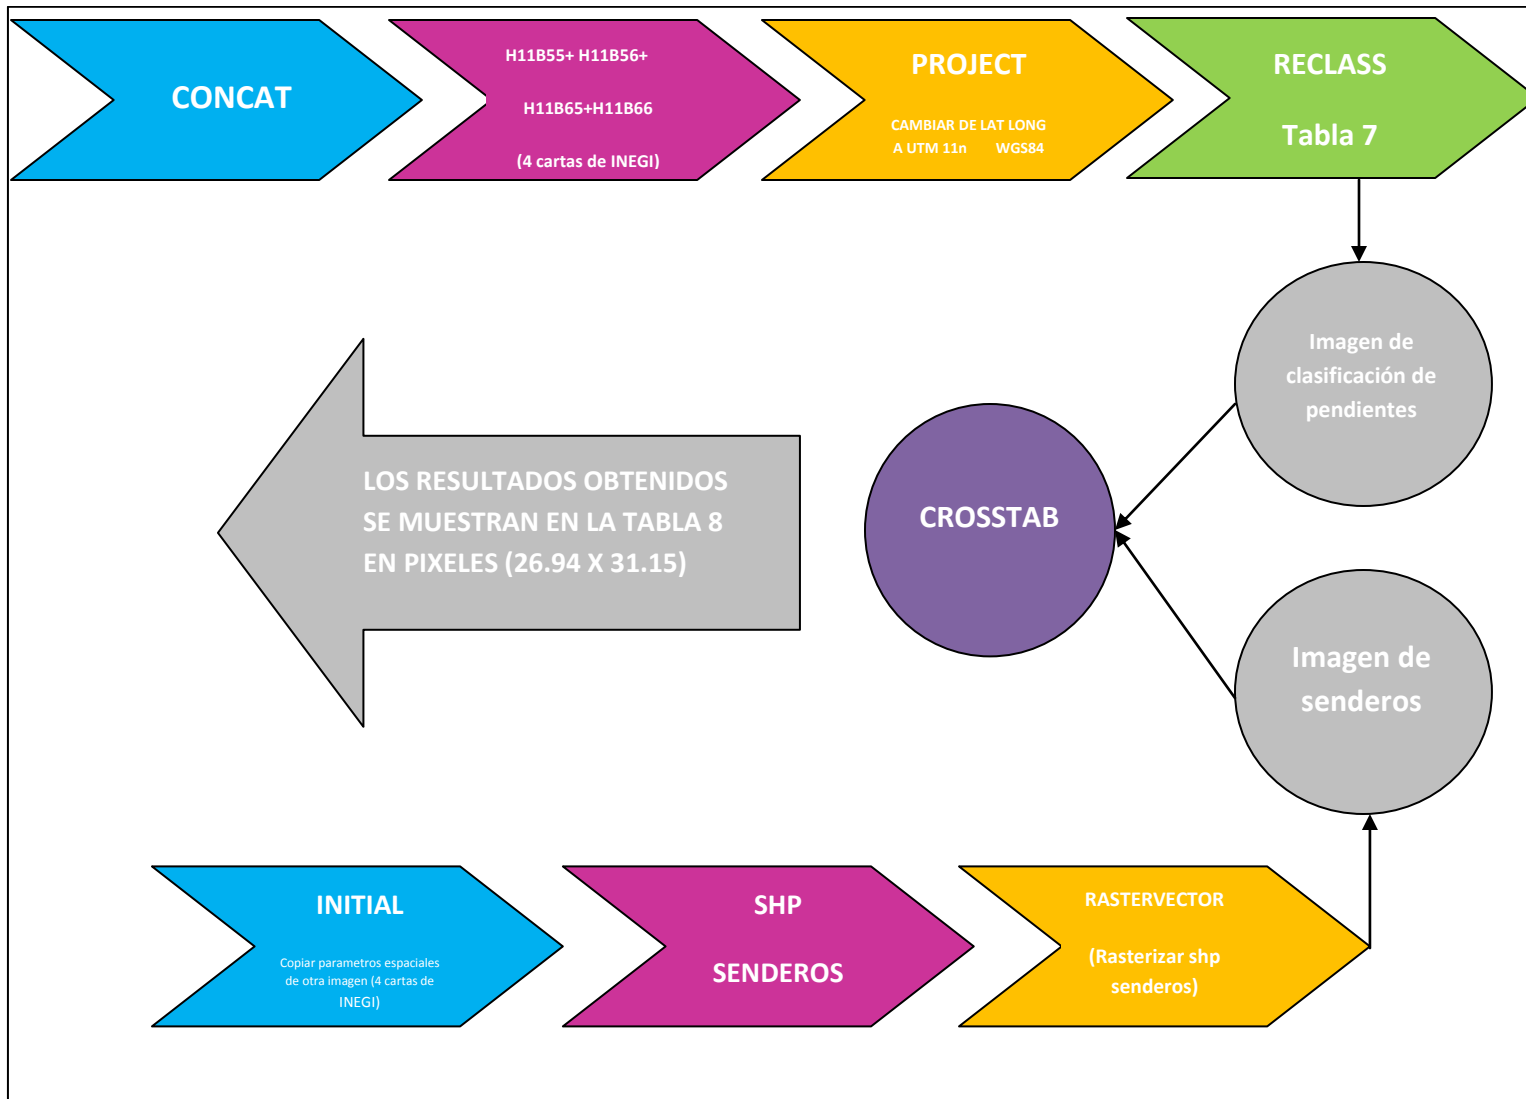 CONCAT
H11B55+ H11B56+
H11B65+H11B66
(4 cartas de INEGI)
PROJECT
CAMBIAR DE LAT LONG
A UTM 11n WGS84
RECLASS
Tabla 7
Imagen de
clasificación de
pendientes
LOS RESULTADOS OBTENIDOS
SE MUESTRAN EN LA TABLA 8
EN PIXELES (26.94 X 31.15)
CROSSTAB
Imagen de
senderos
INITIAL
Copiar parametros espaciales
de otra imagen (4 cartas de
INEGI)
SHP
SENDEROS
RASTERVECTOR
(Rasterizar shp
senderos)